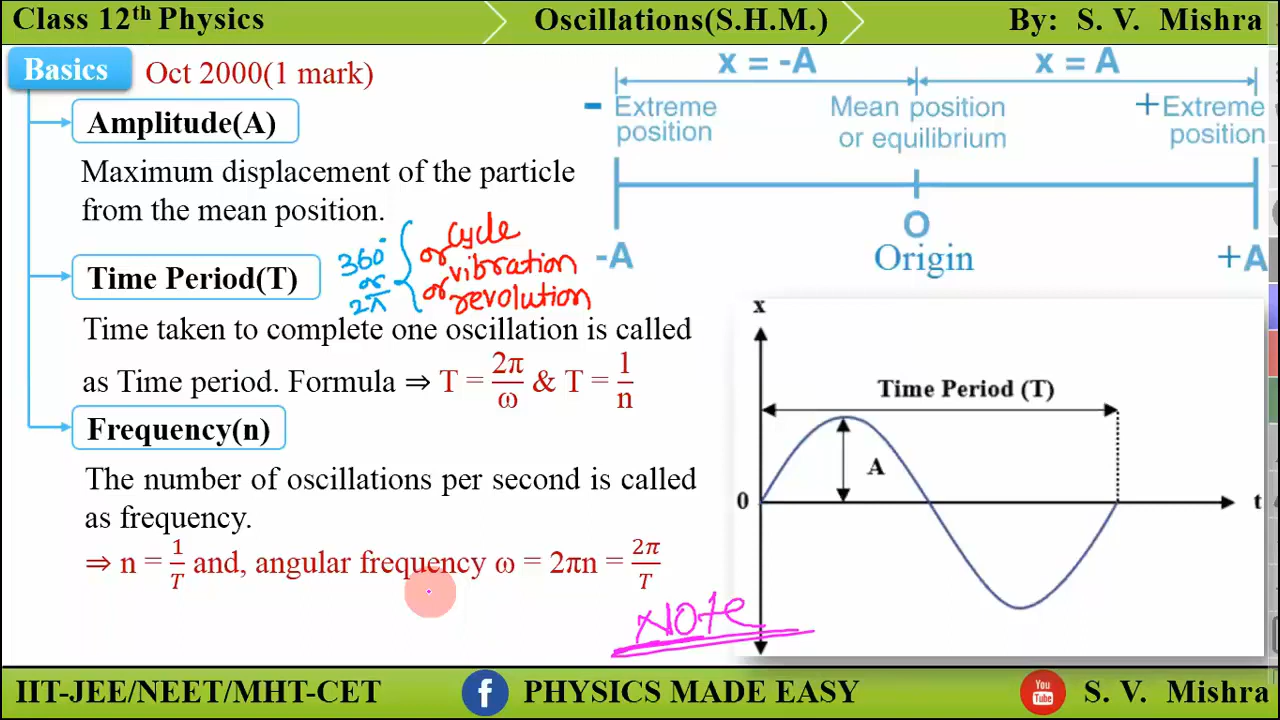 Class 12th Physics
Oscillations(S.H.M.)
By: S. V. Mishra
Basics
Oct 2000(1 mark)
Amplitude(A)
Maximum displacement of the particle
from the mean position.
360°
or
2π
cycle
or vibration
or revolution
Time Period(T)
Time taken to complete one oscillation is called
as Time period. Formula ⇒ T = 2π/ω & T = 1/n
Frequency(n)
The number of oscillations per second is called
as frequency.
⇒ n = 1/T and, angular frequency ω = 2πn = 2π/T
Note
x = -A
x = A
- Extreme
position
Mean position
or equilibrium
+Extreme
position
-A
O
Origin
+A
x
Time Period (T)
A
0
t
IIT-JEE/NEET/MHT-CET
f
PHYSICS MADE EASY
You
Tube
S. V. Mishra